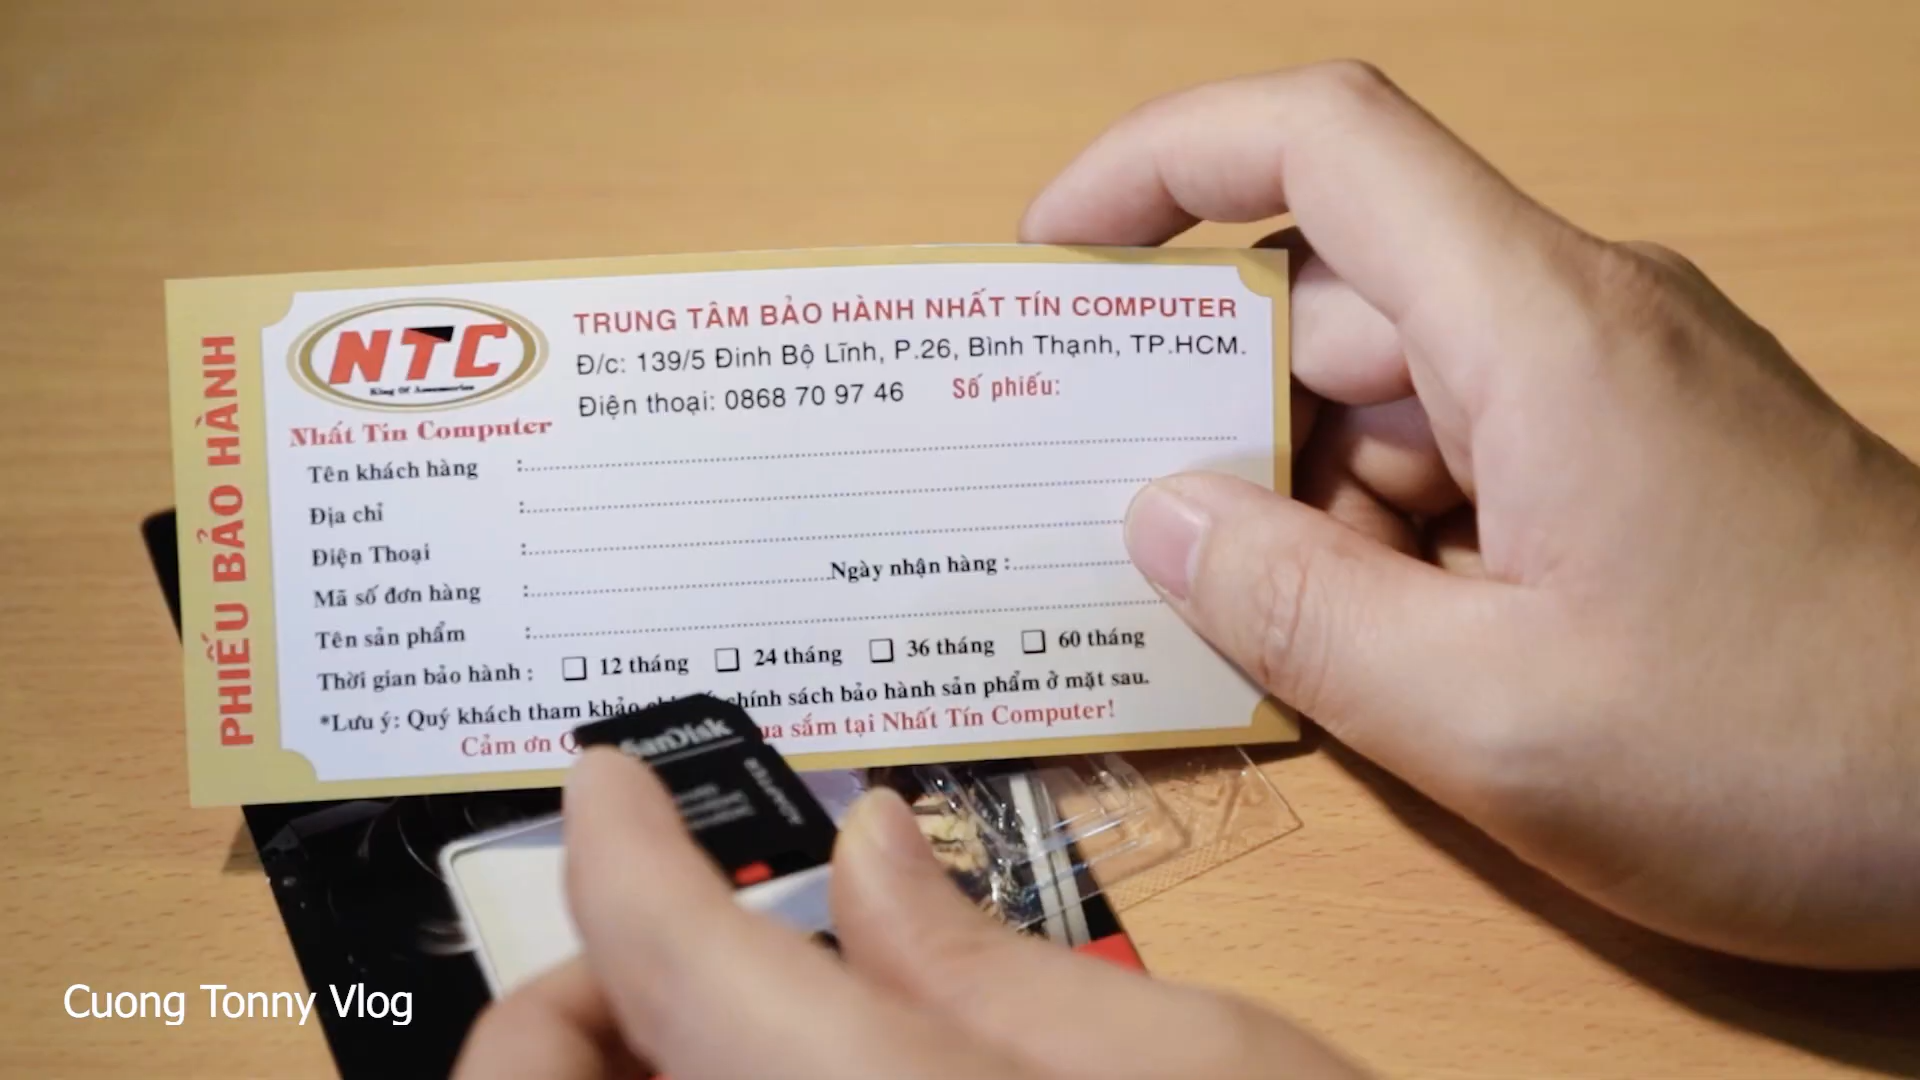 PHIẾU BẢO HÀNH
NTC
King Of Accessories
Nhất Tín Computer
TRUNG TÂM BẢO HÀNH NHẤT TÍN COMPUTER
Đ/c: 139/5 Đinh Bộ Lĩnh, P.26, Bình Thạnh, TP.HCM.
Điện thoại: 0868 70 97 46 Số phiếu:
Tên khách hàng :
Địa chỉ :
Điện Thoại :
Mã số đơn hàng : Ngày nhận hàng :
Tên sản phẩm :
Thời gian bảo hành : 12 tháng 24 tháng 36 tháng 60 tháng
*Lưu ý: Quý khách tham khảo chính sách bảo hành sản phẩm ở mặt sau.
Cảm ơn sắm tại Nhất Tín Computer!
SanDisk
Cuong Tonny Vlog